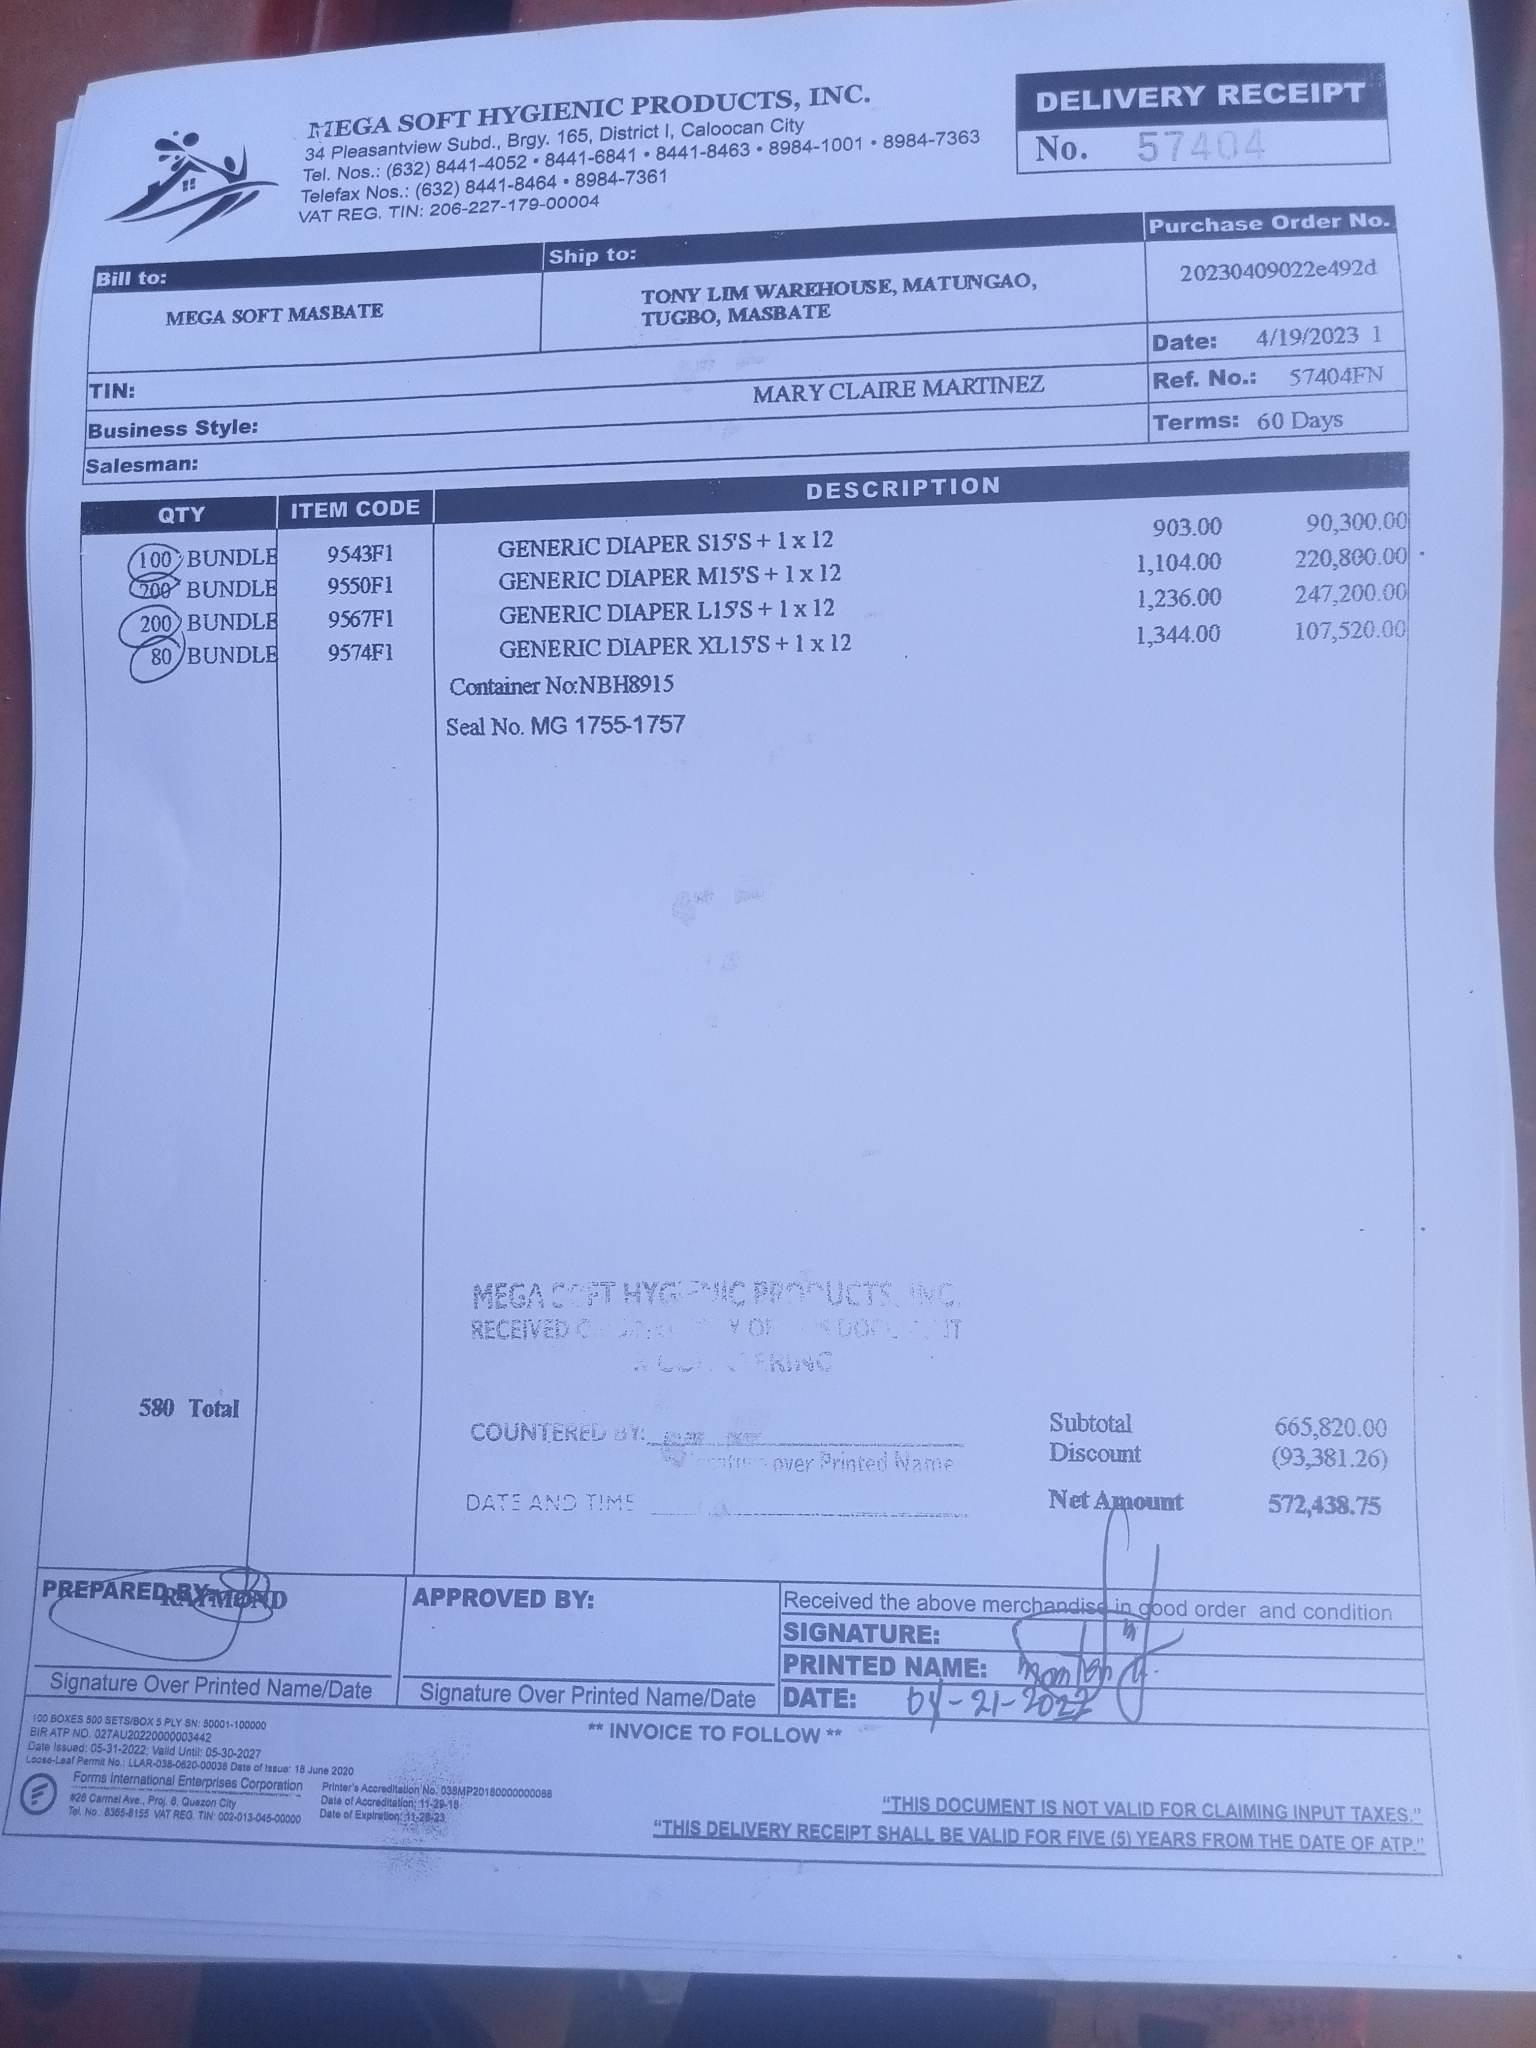 MEGA SOFT HYGIENIC PRODUCTS, INC.
34 Pleasantview Subd., Brgy. 165, District I, Caloocan City
Tel. Nos.: (632) 8441-4052 • 8441-6841 • 8441-8463 • 8984-1001 • 8984-7363
Telefax Nos.: (632) 8441-8464 • 8984-7361
VAT REG. TIN: 206-227-179-00004
DELIVERY RECEIPT
No. 57404
Bill to: Ship to: Purchase Order No.
MEGA SOFT MASBATE
TONY LIM WAREHOUSE, MATUNGAO,
TUGBO, MASBATE
20230409022e492d
Date: 4/19/2023 1
TIN:
MARY CLAIRE MARTINEZ
Ref. No.: 57404FN
Business Style:
Terms: 60 Days
Salesman:
QTY ITEM CODE DESCRIPTION
100 BUNDLE 9543F1 GENERIC DIAPER S15'S + 1 x 12 903.00 90,300.00
200 BUNDLE 9550F1 GENERIC DIAPER M15'S + 1 x 12 1,104.00 220,800.00
200 BUNDLE 9567F1 GENERIC DIAPER L15'S + 1 x 12 1,236.00 247,200.00
80 BUNDLE 9574F1 GENERIC DIAPER XL15'S + 1 x 12 1,344.00 107,520.00
Container No:NBH8915
Seal No. MG 1755-1757
MEGA SOFT HYGIENIC PRODUCTS, INC.
RECEIVED
580 Total
COUNTERED BY:
over Printed Name
DATE AND TIME
Subtotal 665,820.00
Discount (93,381.26)
Net Amount 572,438.75
PREPARED BY: RAYMOND
APPROVED BY:
Received the above merchandise in good order and condition
SIGNATURE:
PRINTED NAME:
DATE: 04-21-2022
Signature Over Printed Name/Date
Signature Over Printed Name/Date
** INVOICE TO FOLLOW **
100 BOXES 500 SETS/BOX 5 PLY SN: 50001-100000
BIR ATP NO. 027AU20220000003442
Date Issued: 05-31-2022; Valid Until: 05-30-2027
Loose-Leaf Permit No.: LLAR-038-0620-00038 Date of Issue: 18 June 2020
Forms International Enterprises Corporation
#26 Carmel Ave., Proj. 6, Quezon City
Tel. No.: 8365-8155 VAT REG. TIN: 002-013-045-00000
Printer's Accreditation No. 038MP20180000000088
Date of Accreditation: 11-29-18
Date of Expiration: 11-28-23
"THIS DOCUMENT IS NOT VALID FOR CLAIMING INPUT TAXES."
"THIS DELIVERY RECEIPT SHALL BE VALID FOR FIVE (5) YEARS FROM THE DATE OF ATP."